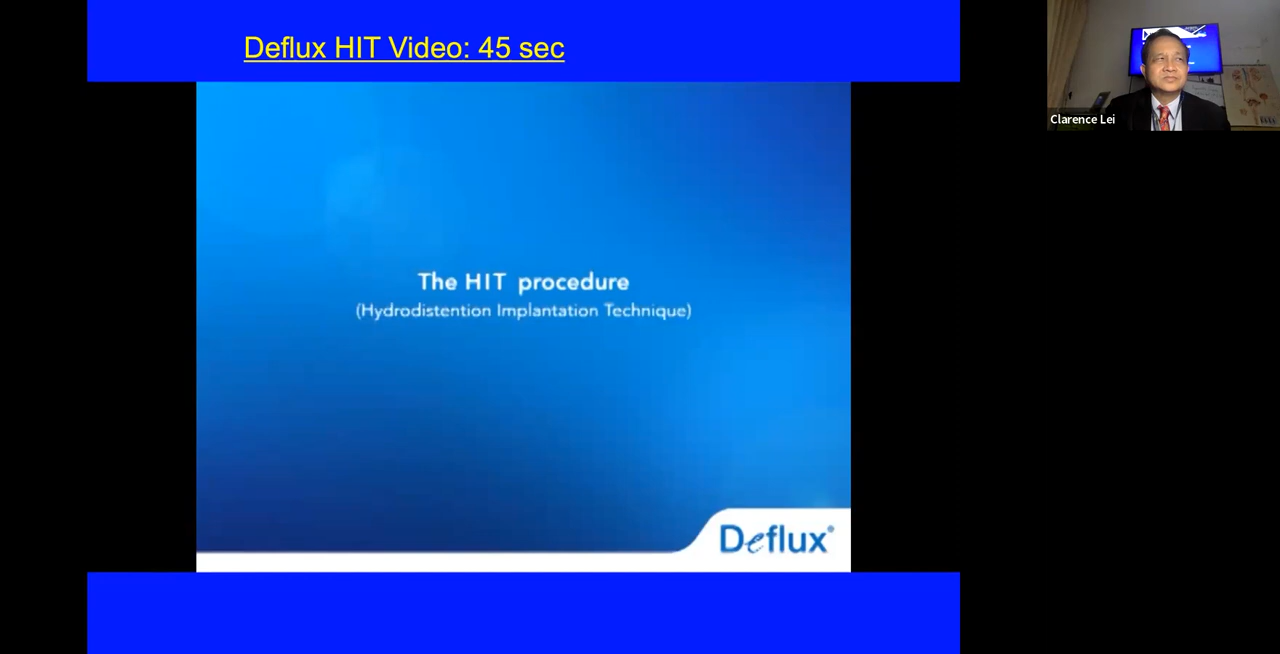 Deflux HIT Video: 45 sec
The HIT procedure
(Hydrodistention Implantation Technique)
Deflux®
Clarence Lei